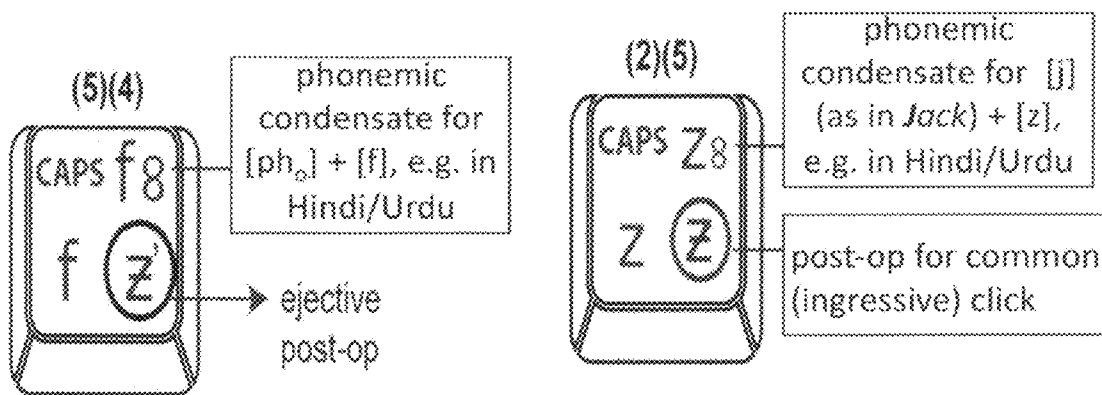 (5)(4)
CAPS f8
f ƶ'
phonemic
condensate for
[phₒ] + [f], e.g. in
Hindi/Urdu
ejective
post-op
(2)(5)
CAPS z8
z ƶ
phonemic
condensate for [j]
(as in Jack) + [z],
e.g. in Hindi/Urdu
post-op for common
(ingressive) click